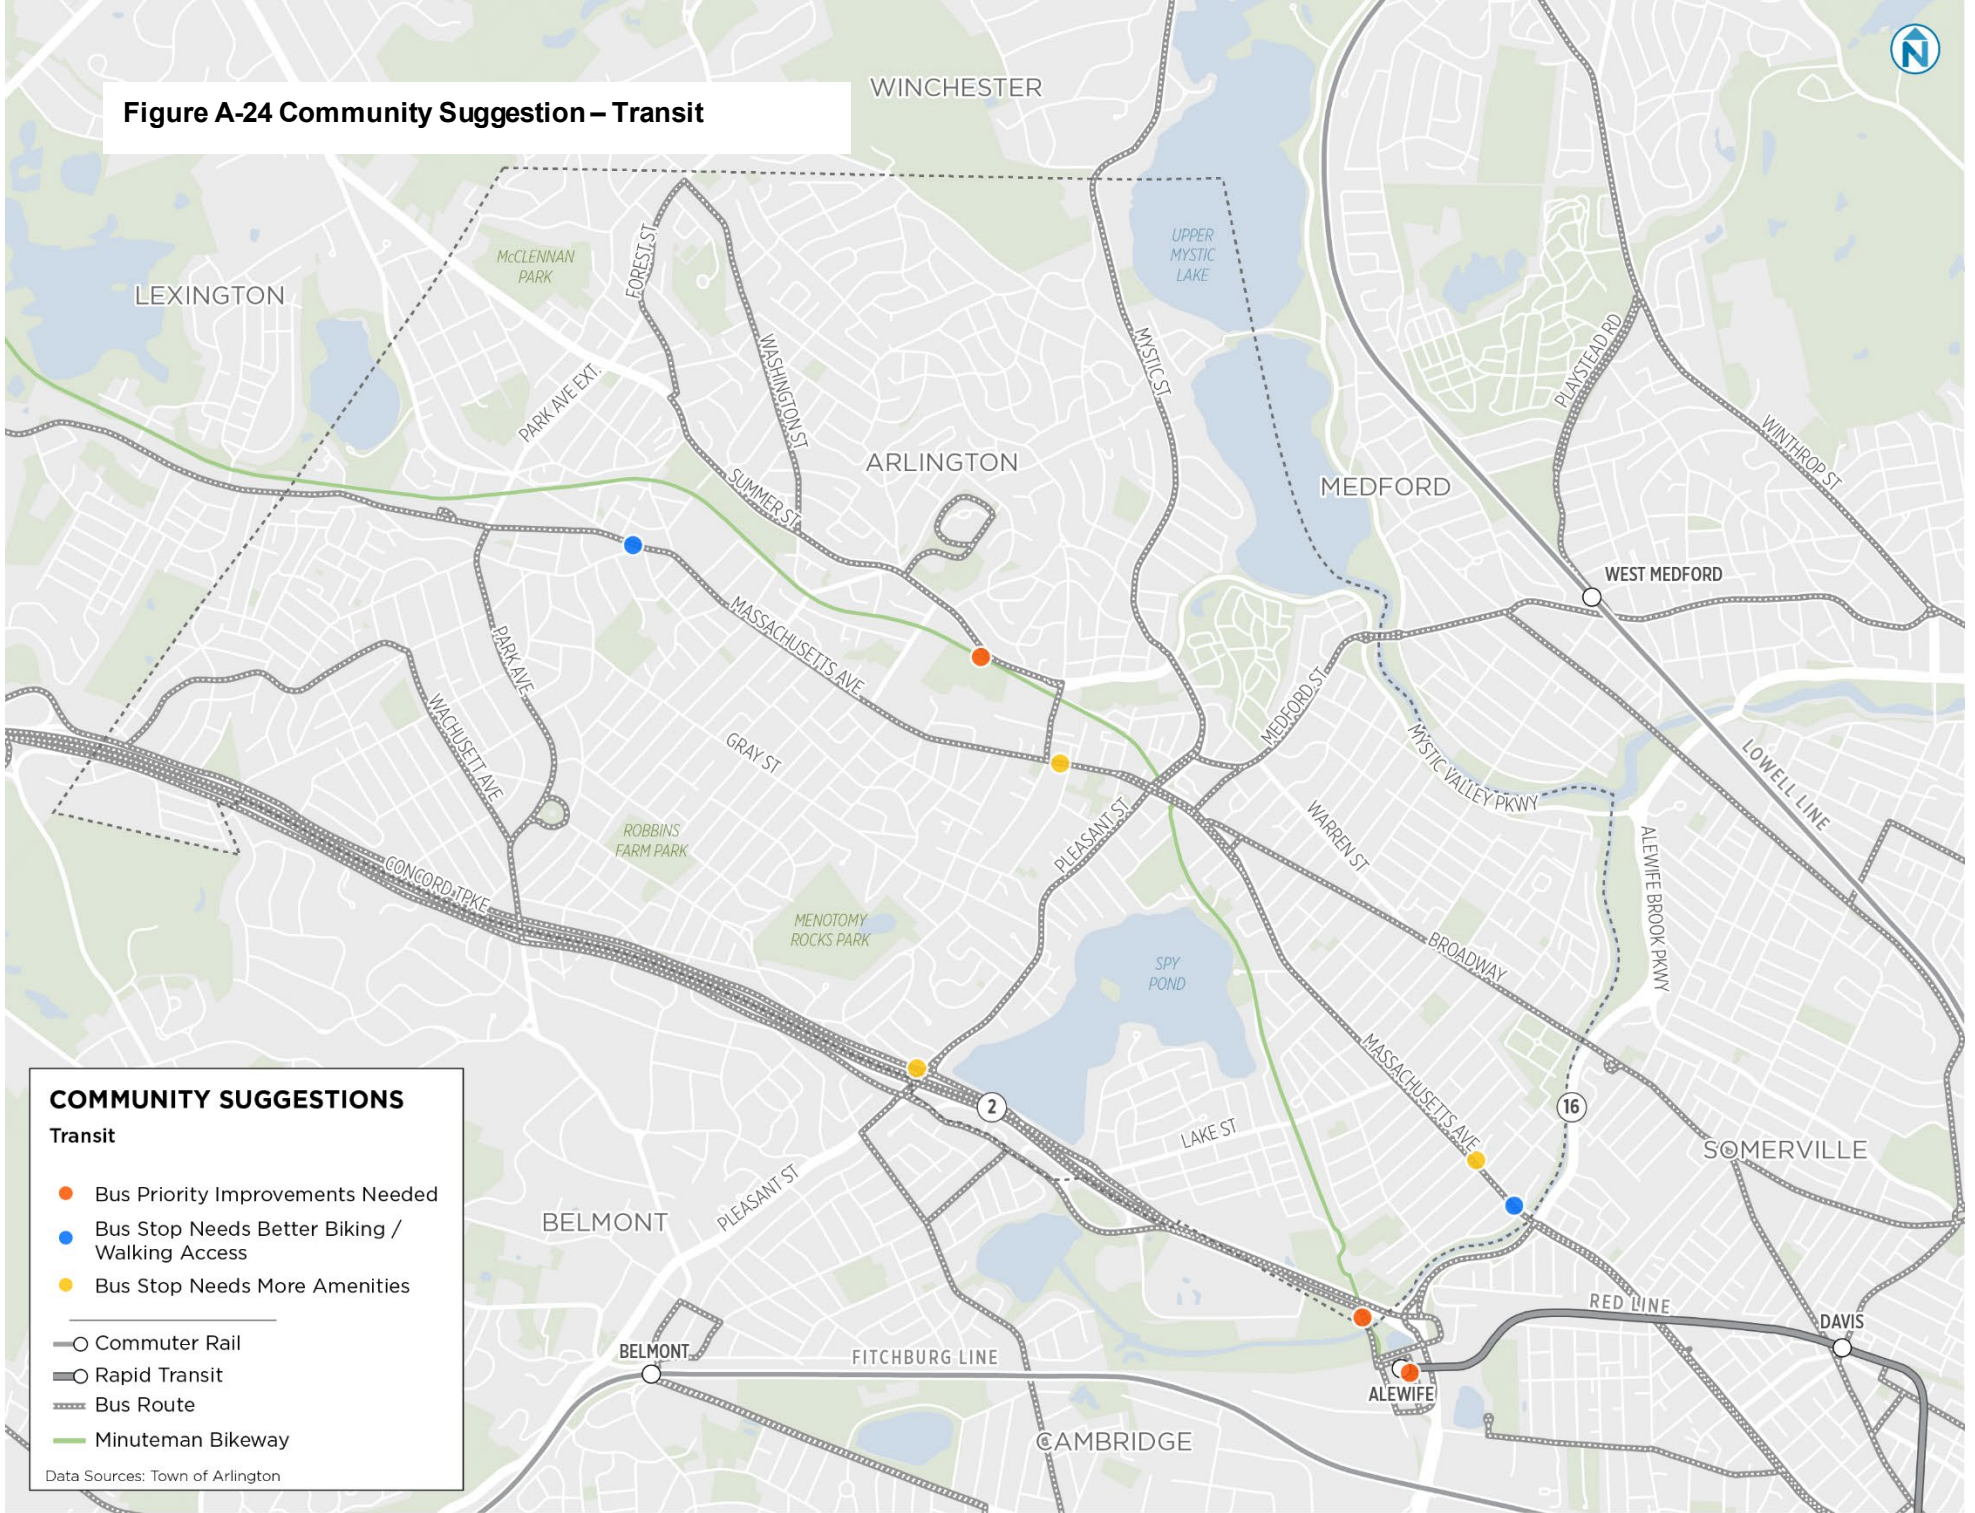 N
WINCHESTER
Figure A-24 Community Suggestion – Transit
UPPER
MYSTIC
LAKE
McCLENNAN
PARK
FOREST ST
LEXINGTON
WASHINGTON ST
MYSTIC ST
PLAYSTEAD RD
PARK AVE EXT.
WINTHROP ST
ARLINGTON
MEDFORD
SUMMER ST
WEST MEDFORD
MASSACHUSETTS AVE
PARK AVE
WACHUSETT AVE
MEDFORD ST
GRAY ST
MYSTIC VALLEY PKWY
LOWELL LINE
ROBBINS
FARM PARK
PLEASANT ST
WARREN ST
ALEWIFE BROOK PKWY
CONCORD TPKE
MENOTOMY
ROCKS PARK
BROADWAY
SPY
POND
MASSACHUSETTS AVE
2
16
LAKE ST
SOMERVILLE
PLEASANT ST
BELMONT
RED LINE
DAVIS
BELMONT
FITCHBURG LINE
ALEWIFE
CAMBRIDGE
COMMUNITY SUGGESTIONS
Transit
Bus Priority Improvements Needed
Bus Stop Needs Better Biking /
Walking Access
Bus Stop Needs More Amenities
Commuter Rail
Rapid Transit
Bus Route
Minuteman Bikeway
Data Sources: Town of Arlington